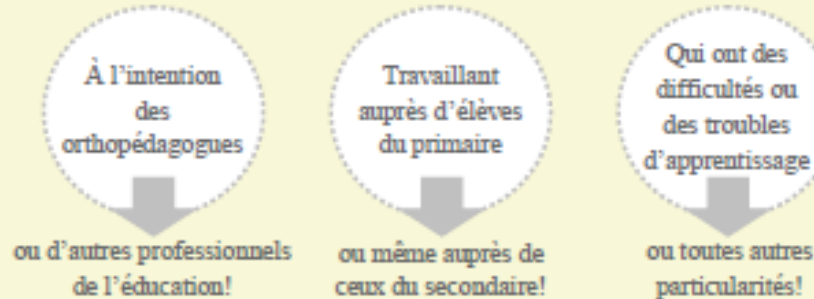 À l'intention
des
orthopédagogues
ou d'autres professionnels
de l'éducation!
Travaillant
auprès d'élèves
du primaire
ou même auprès de
ceux du secondaire!
Qui ont des
difficultés ou
des troubles
d'apprentissage
ou toutes autres
particularités!